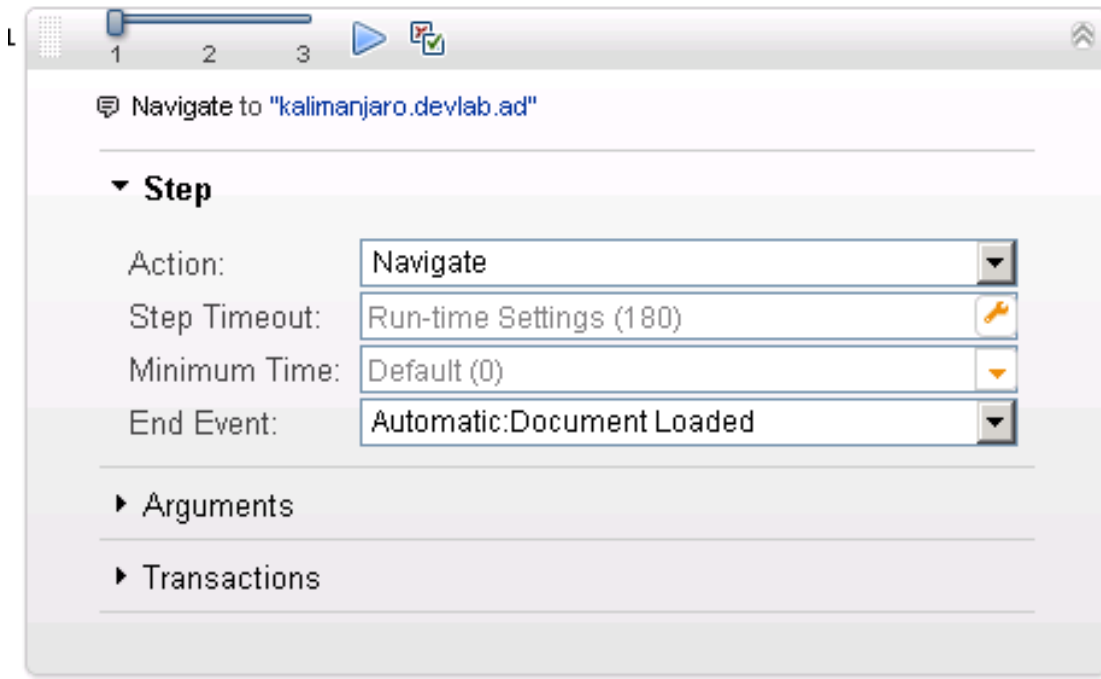 1
1 2 3
Navigate to "kalimanjaro.devlab.ad"
Step
Action: Navigate
Step Timeout: Run-time Settings (180)
Minimum Time: Default (0)
End Event: Automatic:Document Loaded
Arguments
Transactions